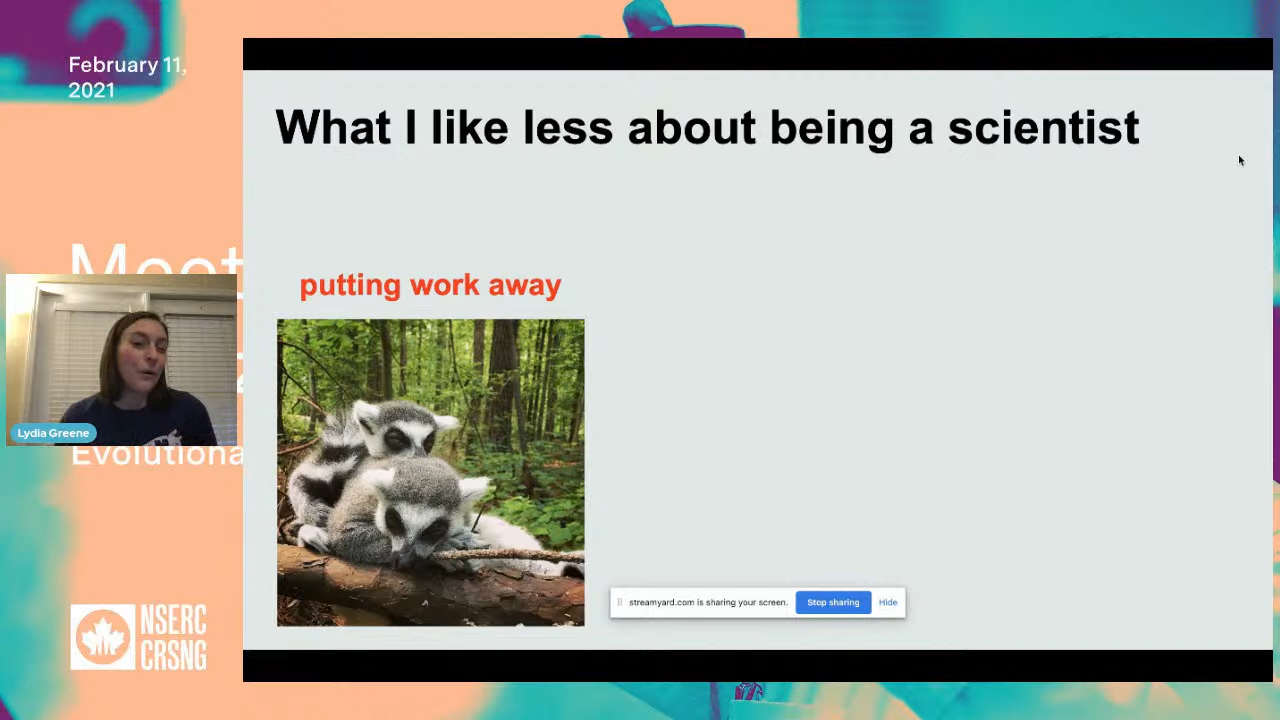 February 11,
2021
What I like less about being a scientist
putting work away
Lydia Greene
streamyard.com is sharing your screen.
Stop sharing
Hide
NSERC
CRSNG